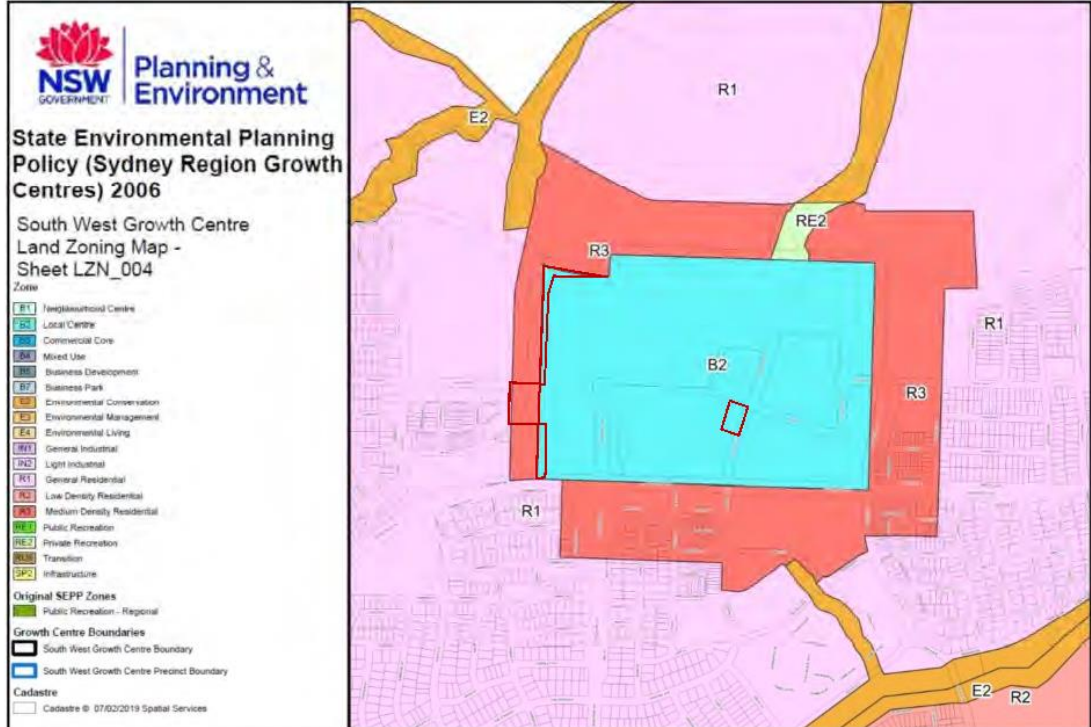 NSW
GOVERNMENT
Planning &
Environment
State Environmental Planning
Policy (Sydney Region Growth
Centres) 2006
South West Growth Centre
Land Zoning Map -
Sheet LZN_004
Zone
B1 Neighbourhood Centre
B2 Local Centre
B3 Commercial Core
B4 Mixed Use
B5 Business Development
B7 Business Park
E2 Environmental Conservation
E3 Environmental Management
E4 Environmental Living
IN1 General Industrial
IN2 Light Industrial
R1 General Residential
R2 Low Density Residential
R3 Medium Density Residential
RE1 Public Recreation
RE2 Private Recreation
Transition
SP2 Infrastructure
Original SEPP Zones
Public Recreation - Regional
Growth Centre Boundaries
South West Growth Centre Boundary
South West Growth Centre Precinct Boundary
Cadastre
Cadastre © 07/02/2019 Spatial Services
R1
E2
RE2
R3
R1
B2
R3
R1
E2
R2